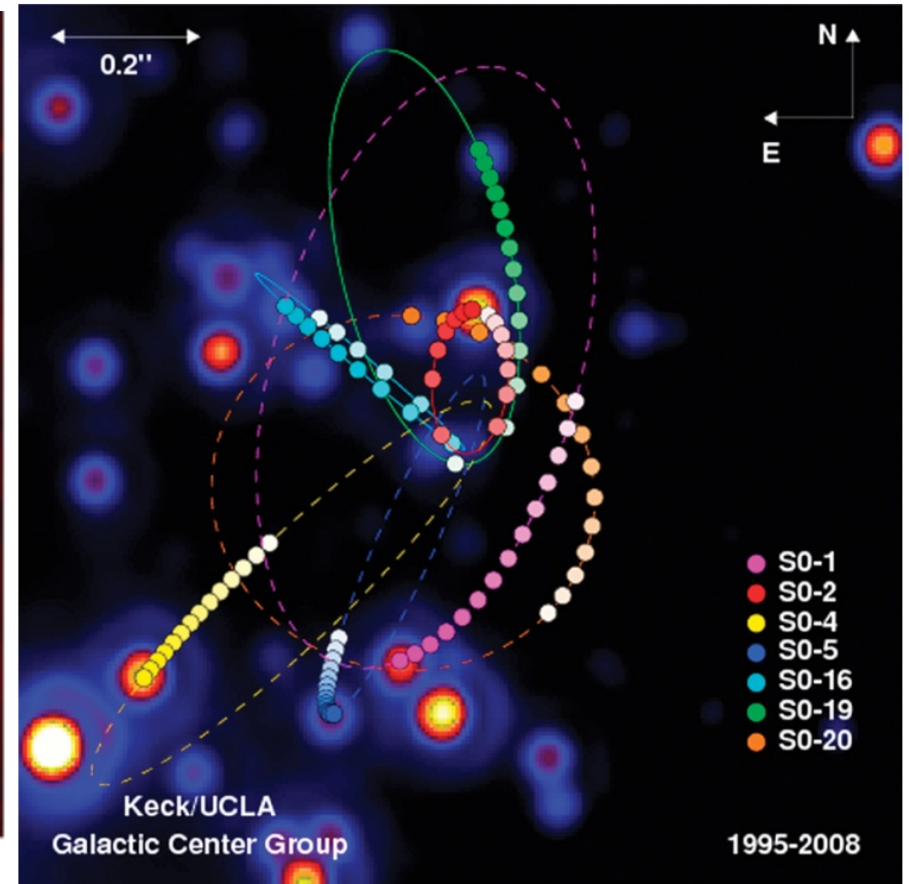 0.2"
N
E
S0-1
S0-2
S0-4
S0-5
S0-16
S0-19
S0-20
Keck/UCLA
Galactic Center Group
1995-2008